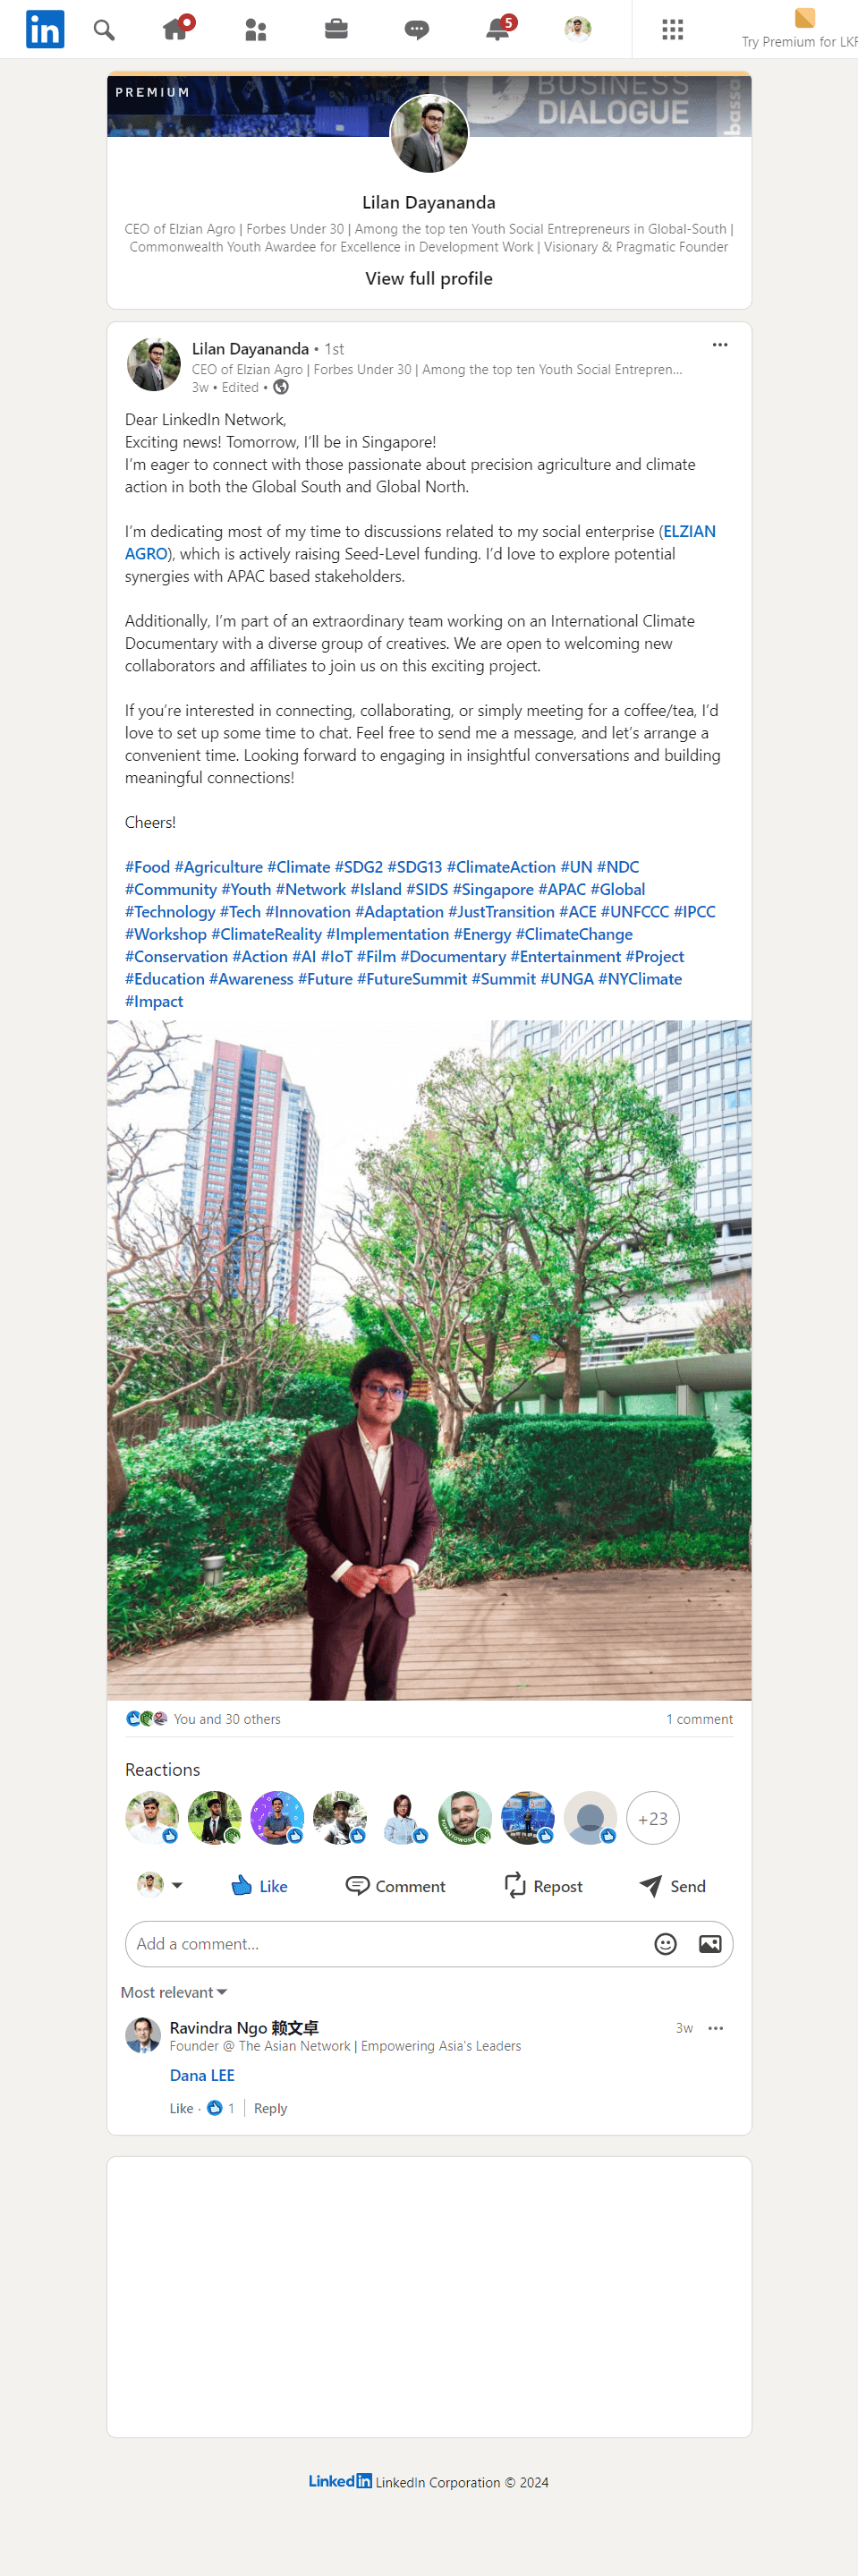 in
5
Try Premium for LKR
PREMIUM
BUSINESS
DIALOGUE
bassa
Lilan Dayananda
CEO of Elzian Agro | Forbes Under 30 | Among the top ten Youth Social Entrepreneurs in Global-South |
Commonwealth Youth Awardee for Excellence in Development Work | Visionary & Pragmatic Founder
View full profile
Lilan Dayananda • 1st
CEO of Elzian Agro | Forbes Under 30 | Among the top ten Youth Social Entrepren...
3w • Edited •
Dear LinkedIn Network,
Exciting news! Tomorrow, I’ll be in Singapore!
I’m eager to connect with those passionate about precision agriculture and climate
action in both the Global South and Global North.
I’m dedicating most of my time to discussions related to my social enterprise (ELZIAN
AGRO), which is actively raising Seed-Level funding. I’d love to explore potential
synergies with APAC based stakeholders.
Additionally, I’m part of an extraordinary team working on an International Climate
Documentary with a diverse group of creatives. We are open to welcoming new
collaborators and affiliates to join us on this exciting project.
If you’re interested in connecting, collaborating, or simply meeting for a coffee/tea, I’d
love to set up some time to chat. Feel free to send me a message, and let’s arrange a
convenient time. Looking forward to engaging in insightful conversations and building
meaningful connections!
Cheers!
#Food #Agriculture #Climate #SDG2 #SDG13 #ClimateAction #UN #NDC
#Community #Youth #Network #Island #SIDS #Singapore #APAC #Global
#Technology #Tech #Innovation #Adaptation #JustTransition #ACE #UNFCCC #IPCC
#Workshop #ClimateReality #Implementation #Energy #ClimateChange
#Conservation #Action #AI #IoT #Film #Documentary #Entertainment #Project
#Education #Awareness #Future #FutureSummit #Summit #UNGA #NYClimate
#Impact
You and 30 others
1 comment
Reactions
+23
Like
Comment
Repost
Send
Add a comment...
Most relevant
Ravindra Ngo 赖文卓
3w
Founder @ The Asian Network | Empowering Asia's Leaders
Dana LEE
Like · 1 | Reply
LinkedIn LinkedIn Corporation © 2024